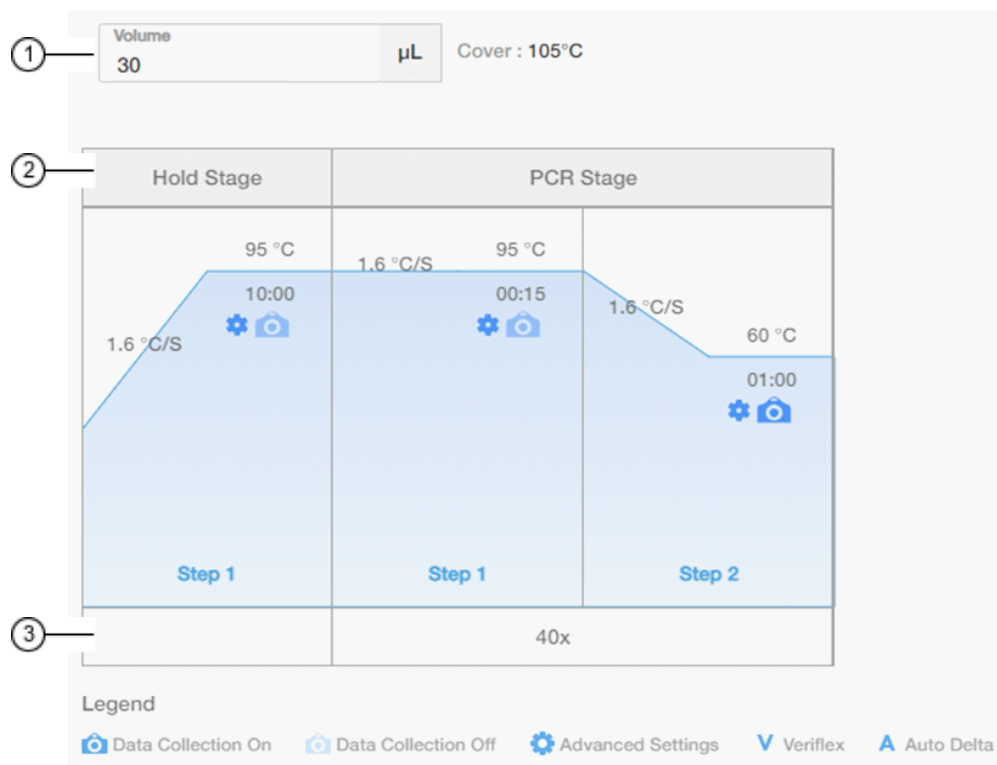 1
Volume
30
µL
Cover : 105°C
2
Hold Stage
PCR Stage
95 °C
1.6 °C/S
10:00
95 °C
1.6 °C/S
00:15
1.6 °C/S
60 °C
01:00
Step 1
Step 1
Step 2
3
40x
Legend
Data Collection On
Data Collection Off
Advanced Settings
V Veriflex
A Auto Delta